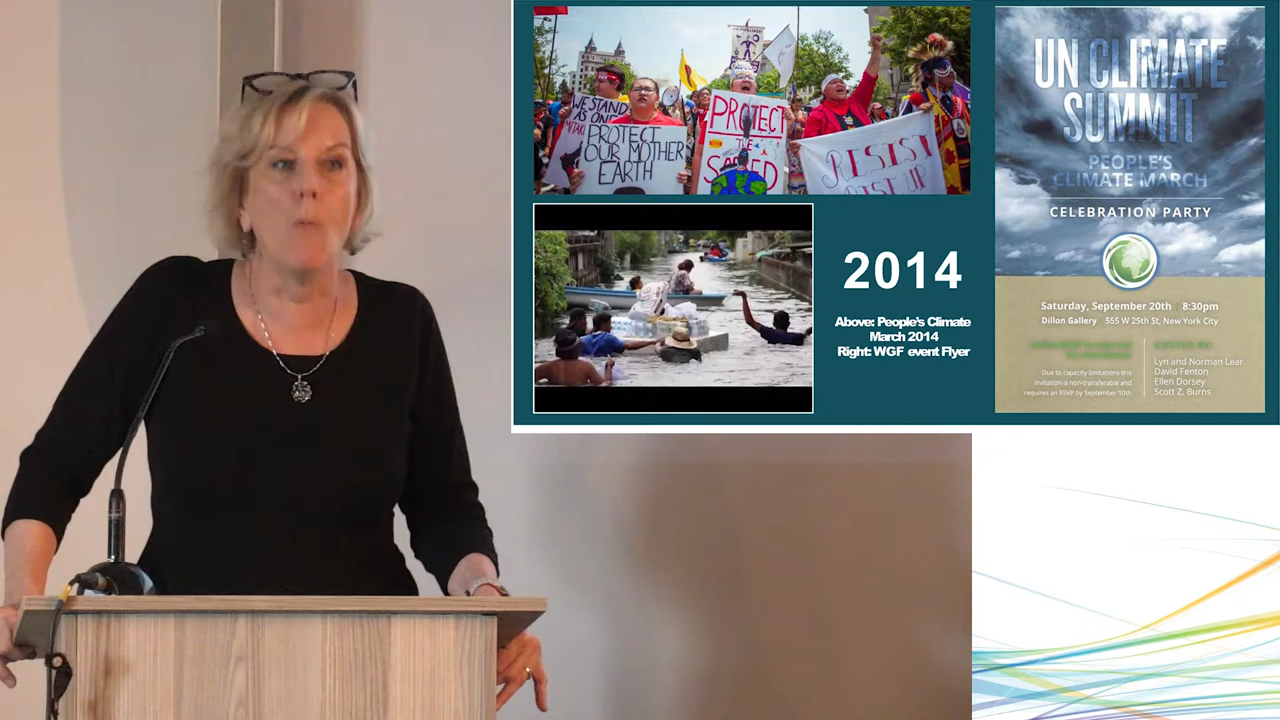 WE STAND
AS ONE
PROTECT
OUR MOTHER
EARTH
PROTECT
THE
SACRED
RESIST
RISE UP
2014
Above: People's Climate
March 2014
Right: WGF event Flyer
UN CLIMATE
SUMMIT
PEOPLE'S
CLIMATE MARCH
CELEBRATION PARTY
Saturday, September 20th | 8:30pm
Dillon Gallery 555 W 25th St, New York City
Due to capacity limitations this
invitation is non-transferable and
requires an RSVP by September 10th
HOSTED BY:
Lyn and Norman Lear
David Fenton
Ellen Dorsey
Scott Z. Burns